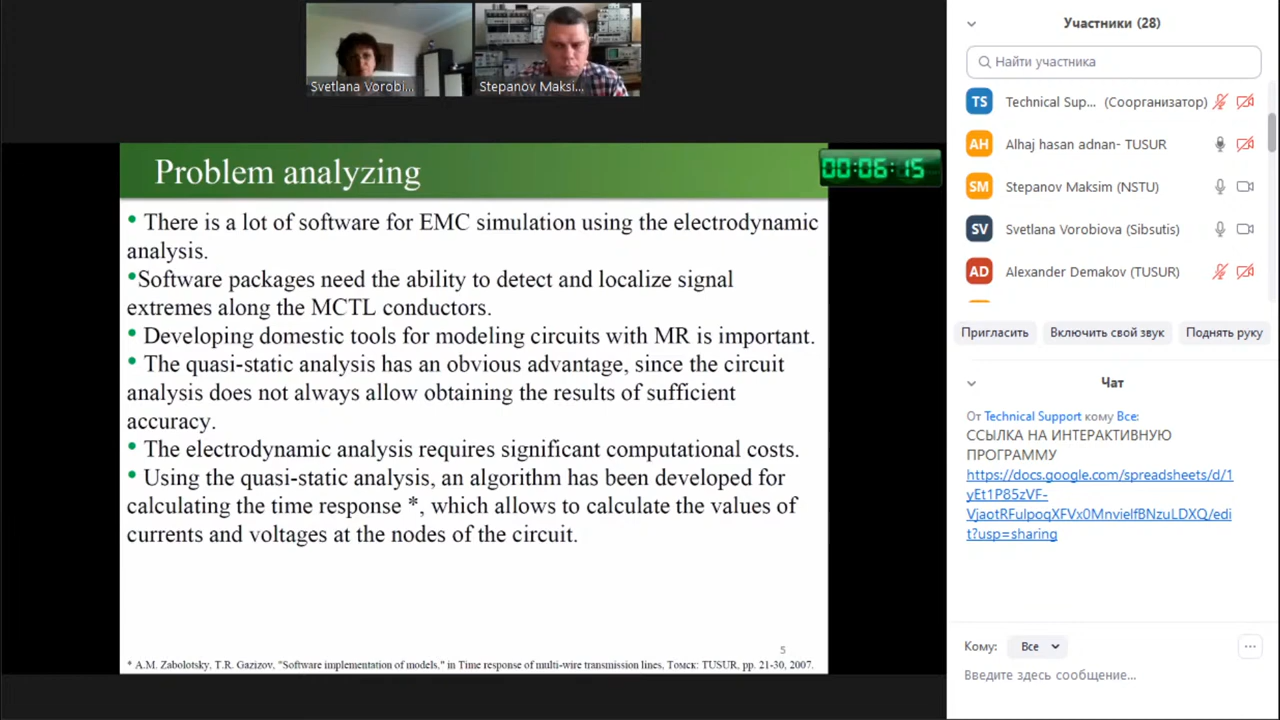 Svetlana Vorobi...
Stepanov Maksi...
Problem analyzing
00:06:15
• There is a lot of software for EMC simulation using the electrodynamic
analysis.
•Software packages need the ability to detect and localize signal
extremes along the MCTL conductors.
• Developing domestic tools for modeling circuits with MR is important.
• The quasi-static analysis has an obvious advantage, since the circuit
analysis does not always allow obtaining the results of sufficient
accuracy.
• The electrodynamic analysis requires significant computational costs.
• Using the quasi-static analysis, an algorithm has been developed for
calculating the time response *, which allows to calculate the values of
currents and voltages at the nodes of the circuit.
5
* A.M. Zabolotsky, T.R. Gazizov, "Software implementation of models," in Time response of multi-wire transmission lines, Томск: TUSUR, pp. 21-30, 2007.
Участники (28)
Найти участника
TS Technical Sup... (Соорганизатор)
AH Alhaj hasan adnan- TUSUR
SM Stepanov Maksim (NSTU)
SV Svetlana Vorobiova (Sibsutis)
AD Alexander Demakov (TUSUR)
Пригласить Включить свой звук Поднять руку
Чат
От Technical Support кому Все:
ССЫЛКА НА ИНТЕРАКТИВНУЮ
ПРОГРАММУ
https://docs.google.com/spreadsheets/d/1
yEt1P85zVF-
VjaotRFulpoqXFVx0MnvielfBNzuLDXQ/edi
t?usp=sharing
Кому: Все
Введите здесь сообщение...